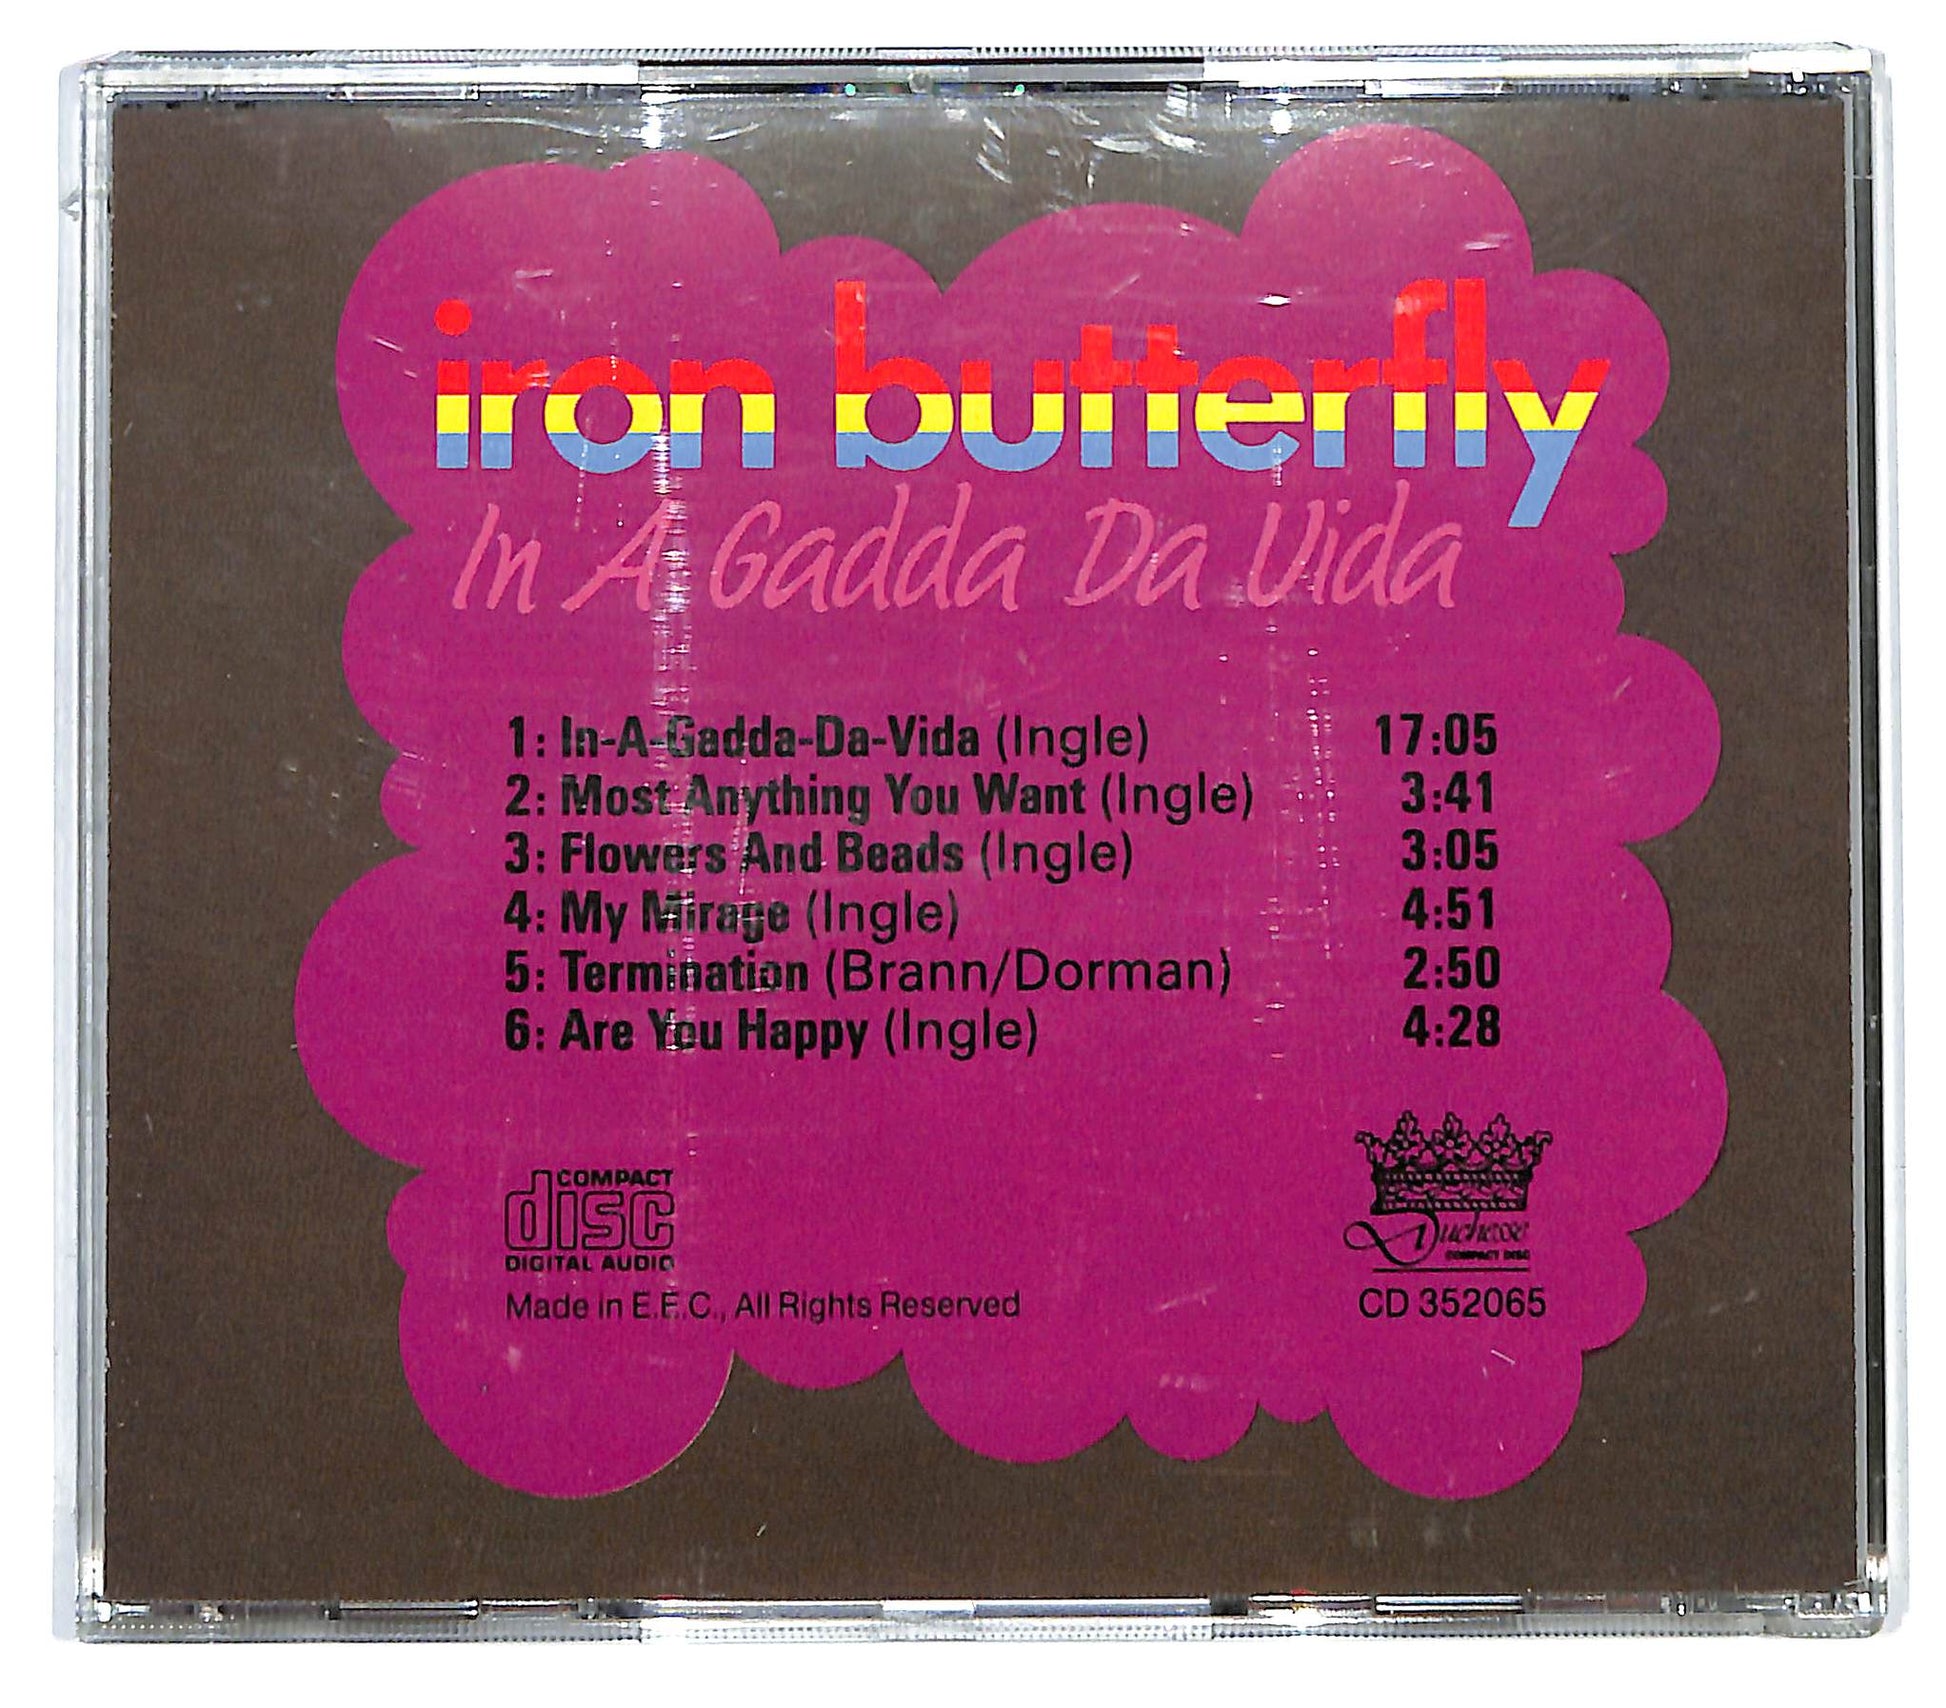 iron butterfly
In A Gadda Da Vida
1: In-A-Gadda-Da-Vida (Ingle) 17:05
2: Most Anything You Want (Ingle) 3:41
3: Flowers And Beads (Ingle) 3:05
4: My Mirage (Ingle) 4:51
5: Termination (Brann/Dorman) 2:50
6: Are You Happy (Ingle) 4:28
COMPACT
disc
DIGITAL AUDIO
Duchesse
COMPACT DISC
Made in E.E.C., All Rights Reserved
CD 352065